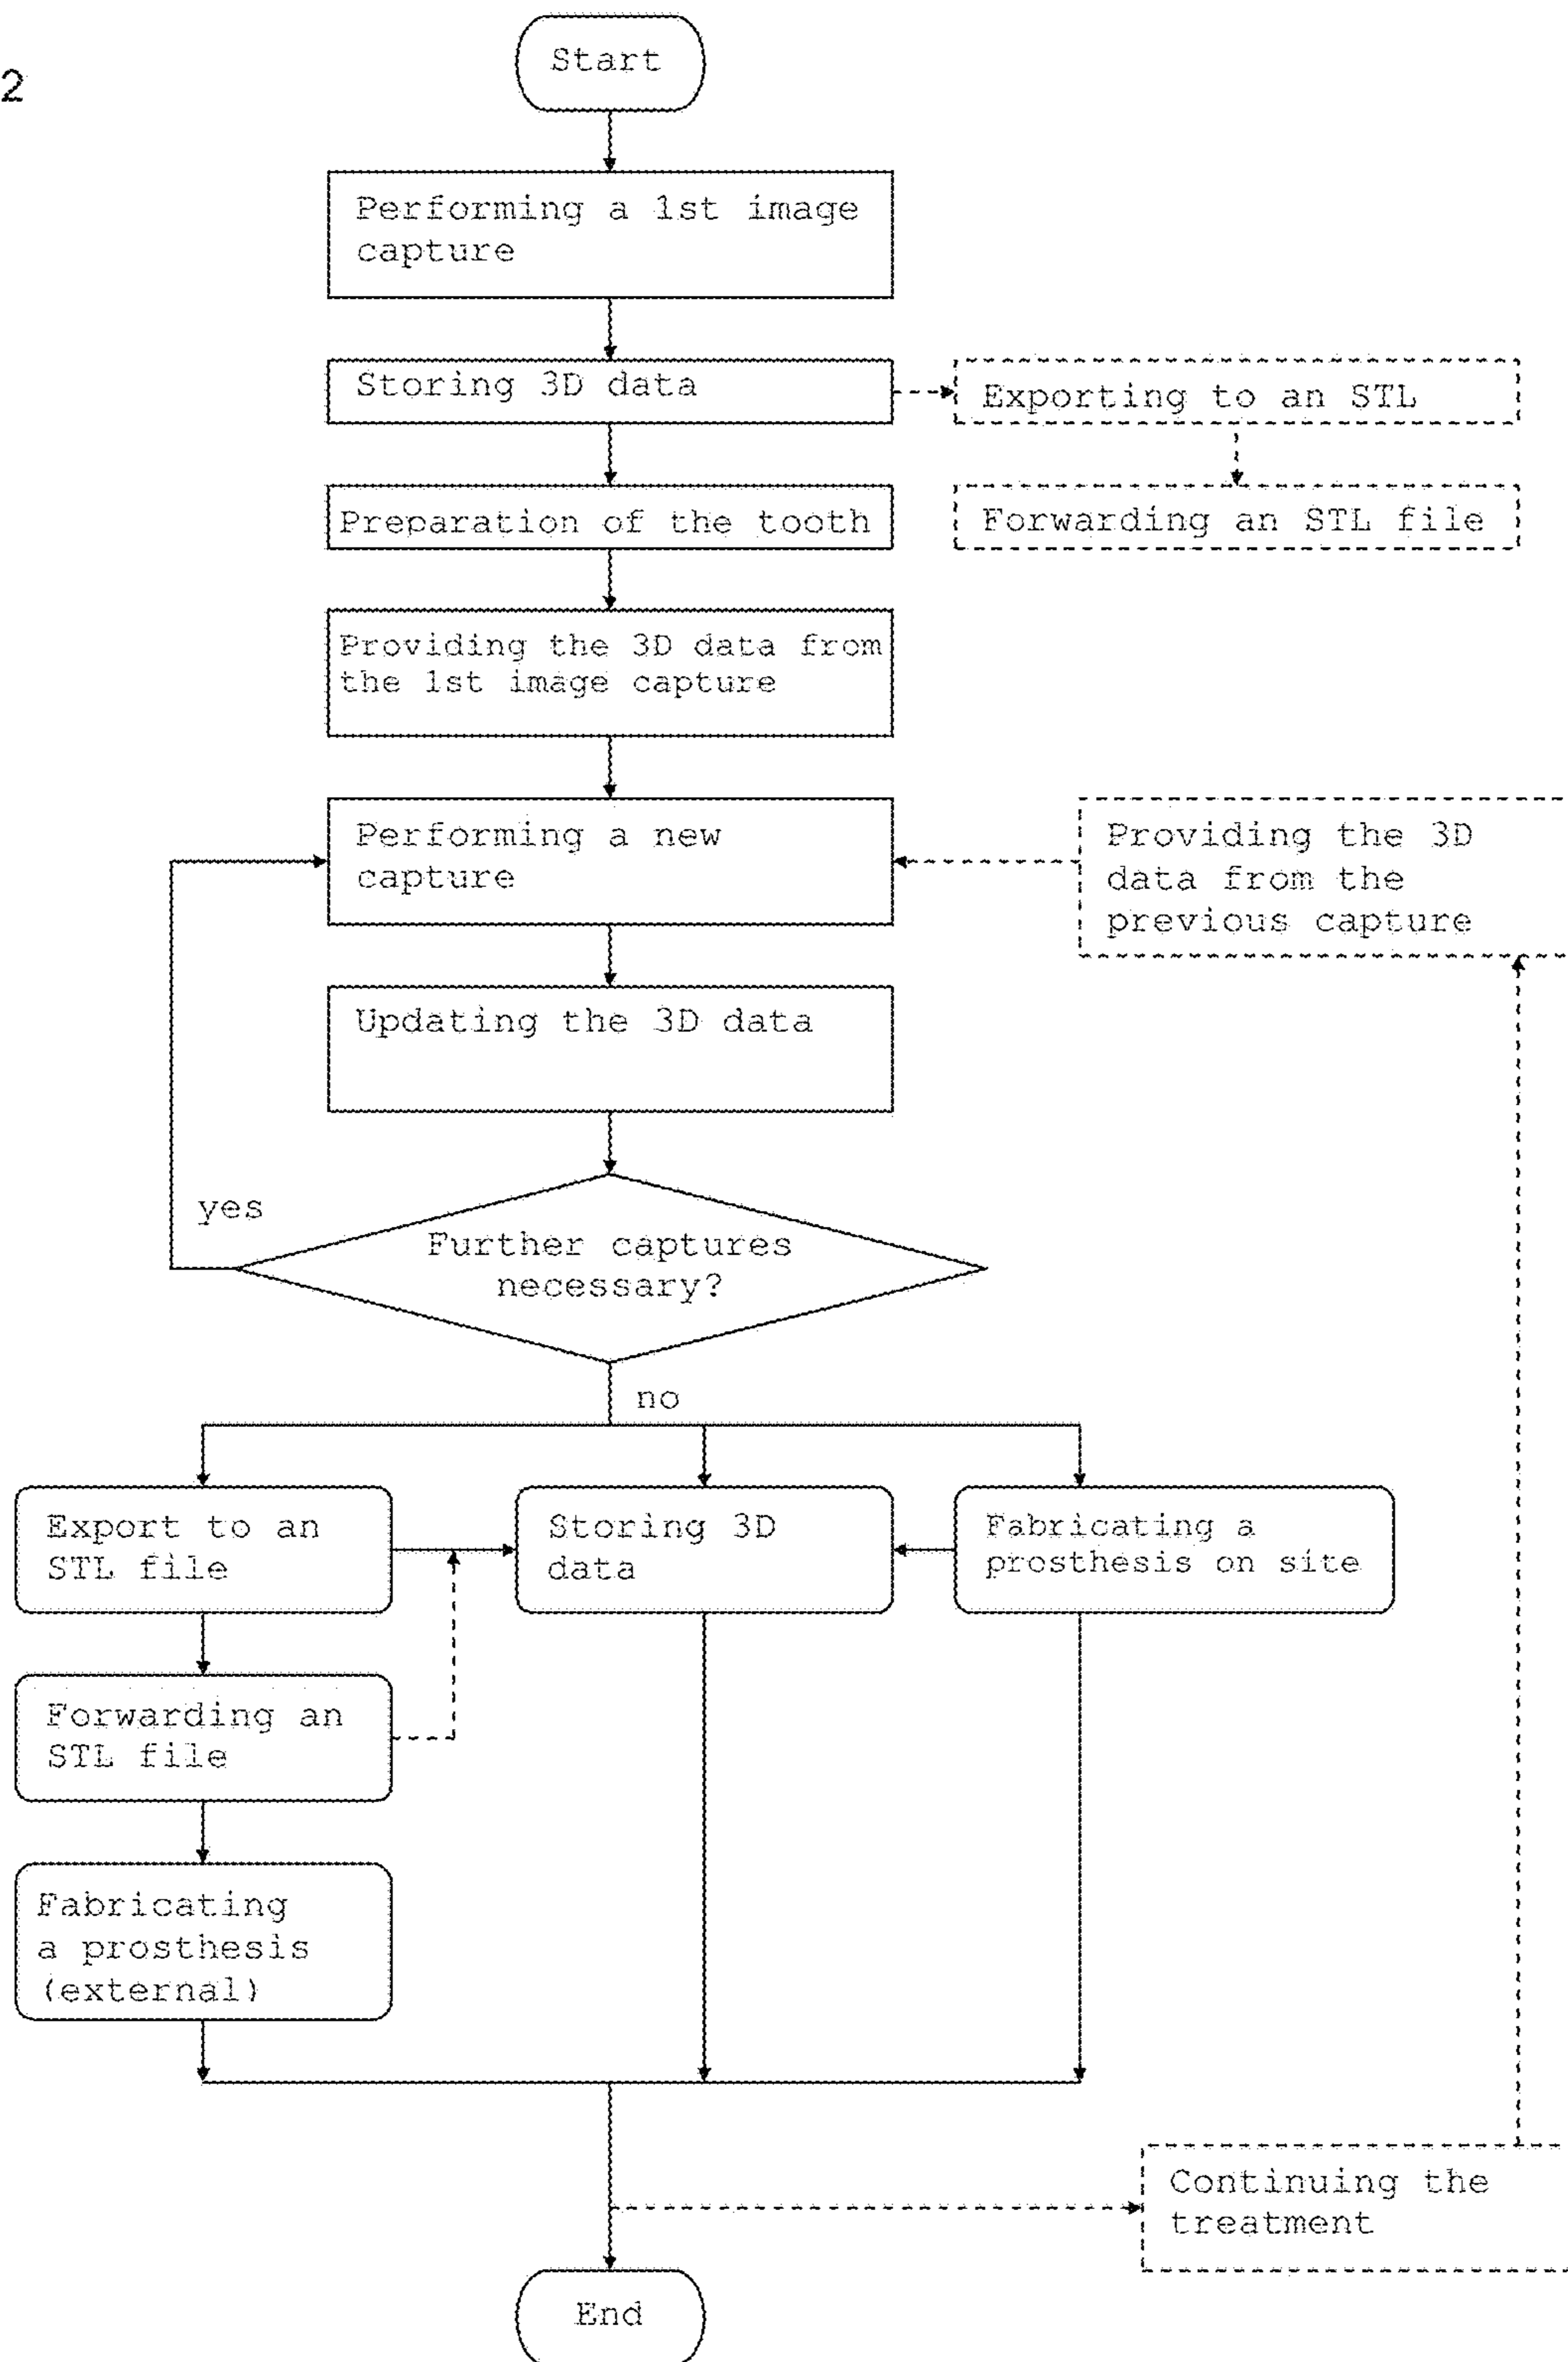 2
Start
Performing a 1st image
capture
Storing 3D data
Exporting to an STL
Preparation of the tooth
Forwarding an STL file
Providing the 3D data from
the 1st image capture
Performing a new
capture
Providing the 3D
data from the
previous capture
Updating the 3D data
yes
Further captures
necessary?
no
Export to an
STL file
Storing 3D
data
Fabricating a
prosthesis on site
Forwarding an
STL file
Fabricating
a prosthesis
(external)
Continuing the
treatment
End